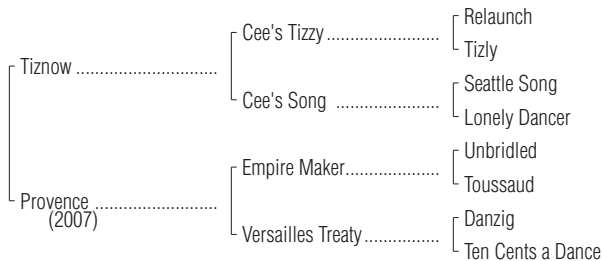 Relaunch
Cee's Tizzy
Tizly
Tiznow
Seattle Song
Cee's Song
Lonely Dancer
Unbridled
Empire Maker
Toussaud
Provence
(2007)
Danzig
Versailles Treaty
Ten Cents a Dance